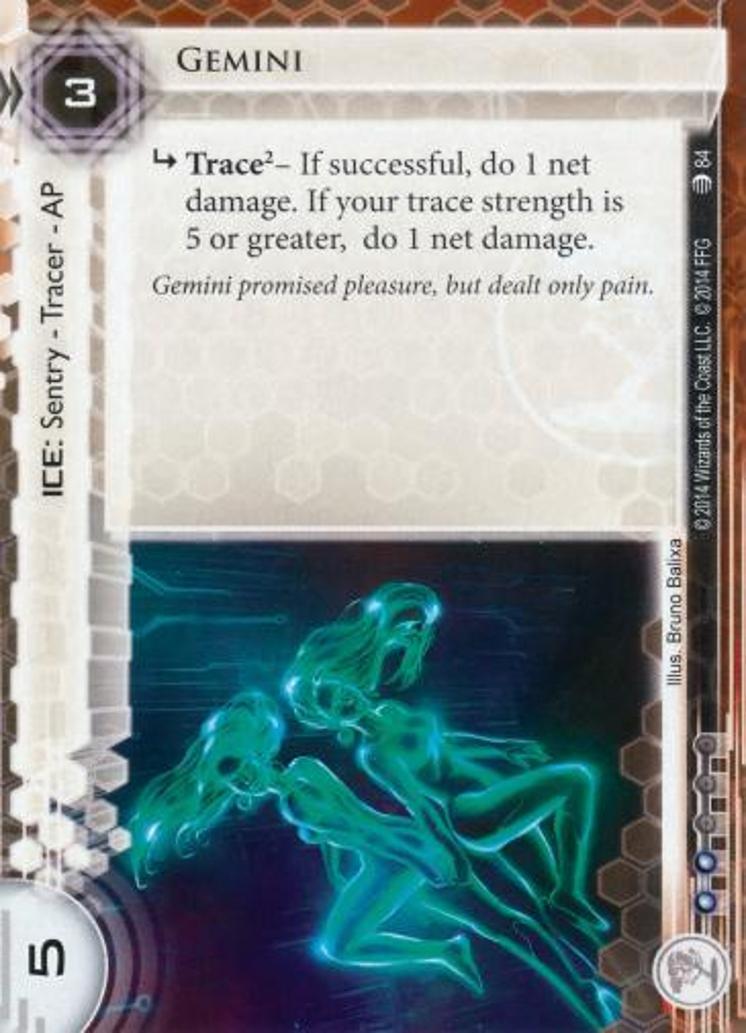 GEMINI
3
↳ Trace²– If successful, do 1 net
damage. If your trace strength is
5 or greater, do 1 net damage.
Gemini promised pleasure, but dealt only pain.
ICE: Sentry - Tracer - AP
84
© 2014 Wizards of the Coast LLC. © 2014 FFG
Illus. Bruno Balixa
5